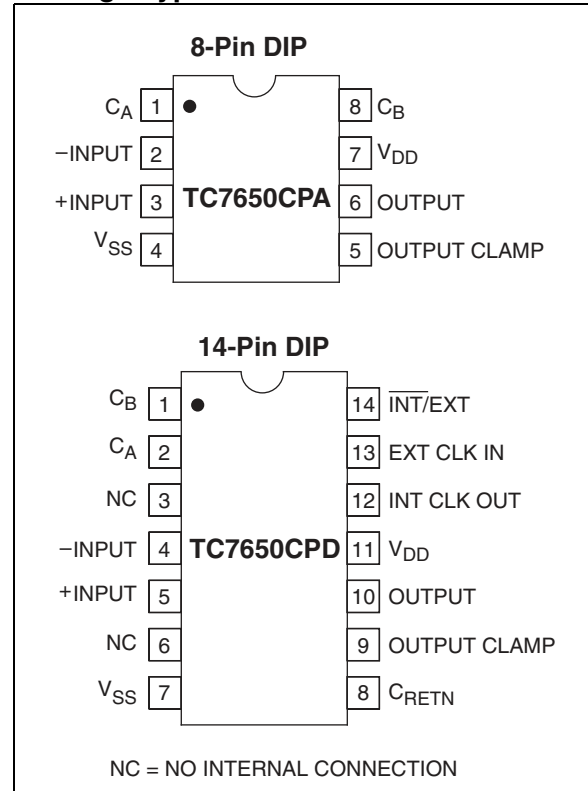 8-Pin DIP
C_A 1 8 C_B
−INPUT 2 7 V_DD
+INPUT 3 TC7650CPA 6 OUTPUT
V_SS 4 5 OUTPUT CLAMP
14-Pin DIP
C_B 1 14 I̅N̅T̅/EXT
C_A 2 13 EXT CLK IN
NC 3 12 INT CLK OUT
−INPUT 4 TC7650CPD 11 V_DD
+INPUT 5 10 OUTPUT
NC 6 9 OUTPUT CLAMP
V_SS 7 8 C_RETN
NC = NO INTERNAL CONNECTION